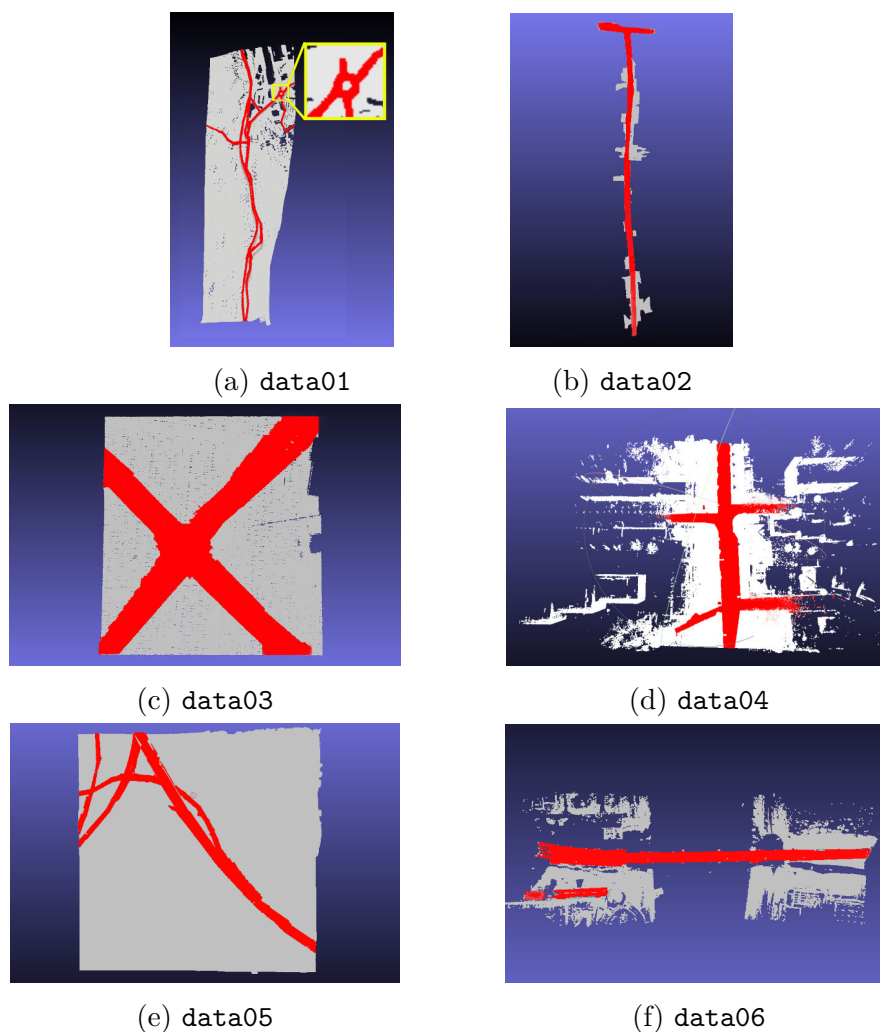 (a) data01
(b) data02
(c) data03
(d) data04
(e) data05
(f) data06